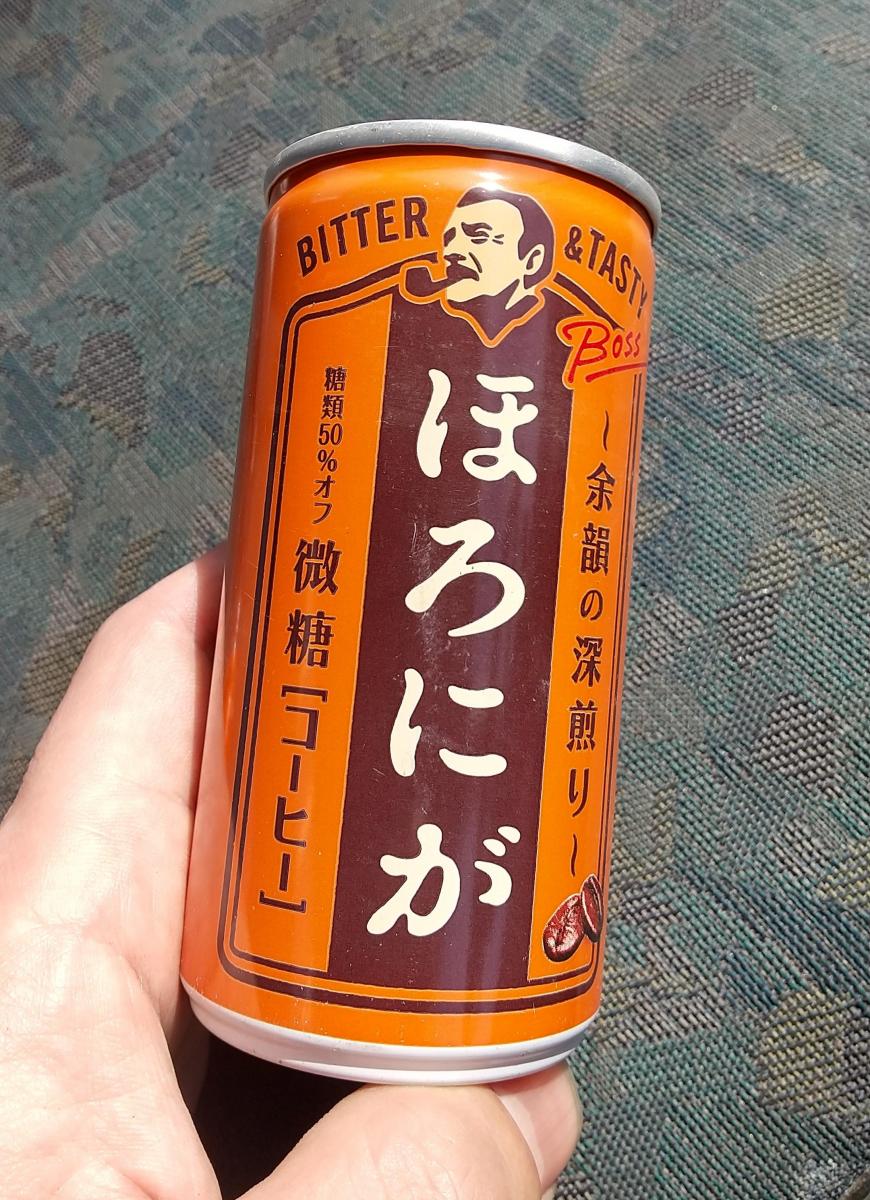 BITTER & TASTY
Boss
～余韻の深煎り～
ほろにが
糖類50%オフ 微糖 [コーヒー]